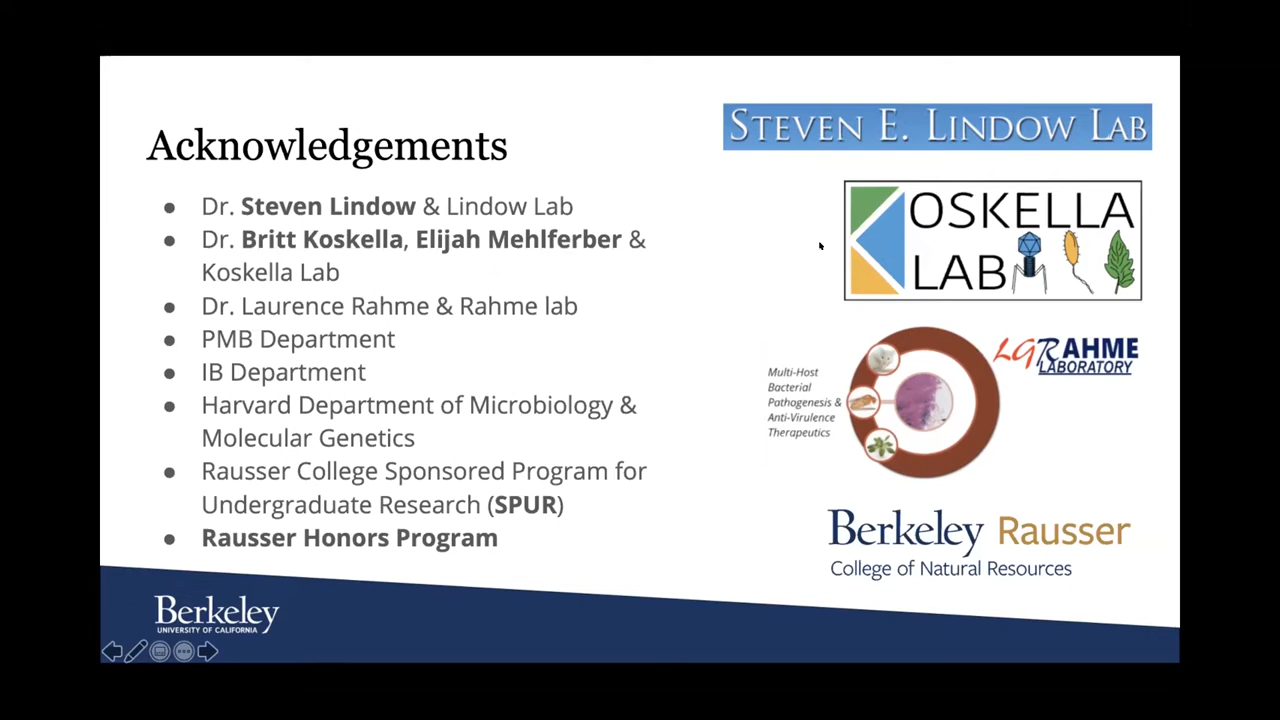 Acknowledgements
● Dr. Steven Lindow & Lindow Lab
● Dr. Britt Koskella, Elijah Mehlferber &
Koskella Lab
● Dr. Laurence Rahme & Rahme lab
● PMB Department
● IB Department
● Harvard Department of Microbiology &
Molecular Genetics
● Rausser College Sponsored Program for
Undergraduate Research (SPUR)
● Rausser Honors Program
STEVEN E. LINDOW LAB
KOSKELLA
LAB
LGRAHME
LABORATORY
Multi-Host
Bacterial
Pathogenesis &
Anti-Virulence
Therapeutics
Berkeley Rausser
College of Natural Resources
Berkeley
UNIVERSITY OF CALIFORNIA